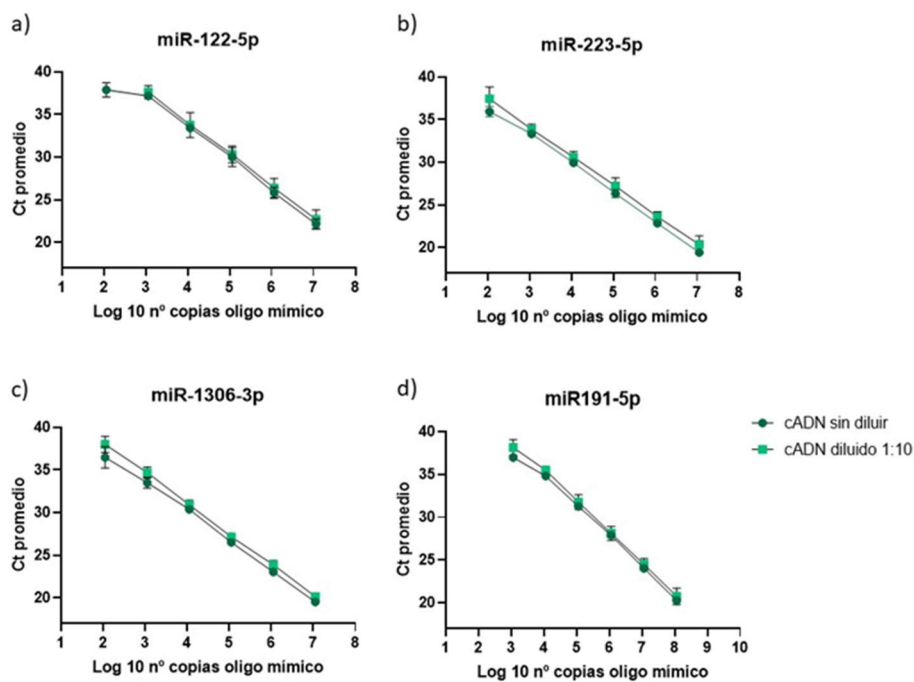 a)
miR-122-5p
40
35
30
25
20
Ct promedio
1 2 3 4 5 6 7 8
Log 10 nº copias oligo mímico
b)
miR-223-5p
40
35
30
25
20
Ct promedio
1 2 3 4 5 6 7 8
Log 10 nº copias oligo mímico
c)
miR-1306-3p
40
35
30
25
20
Ct promedio
1 2 3 4 5 6 7 8
Log 10 nº copias oligo mímico
d)
miR191-5p
40
35
30
25
20
Ct promedio
1 2 3 4 5 6 7 8 9 10
Log 10 nº copias oligo mímico
cADN sin diluir
cADN diluido 1:10